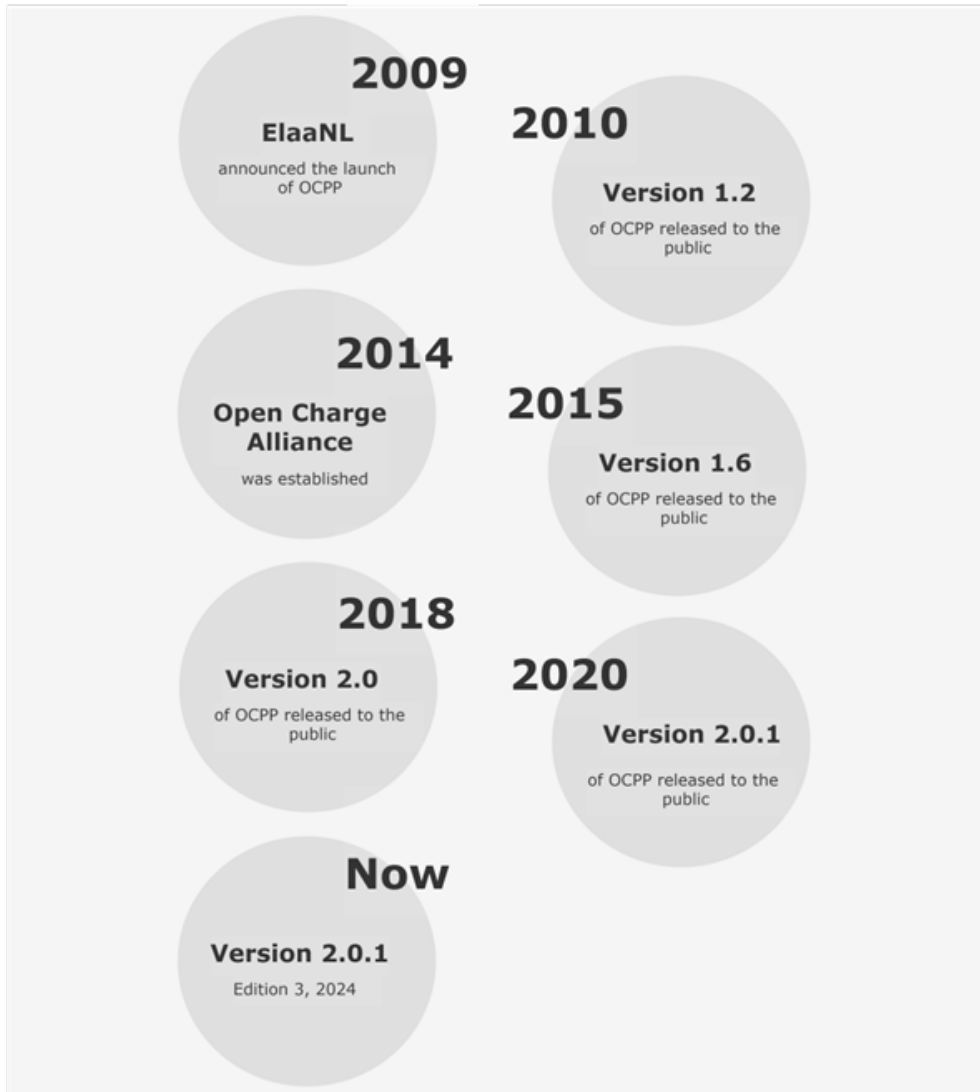 2009
ElaaNL
announced the launch
of OCPP
2010
Version 1.2
of OCPP released to the
public
2014
Open Charge
Alliance
was established
2015
Version 1.6
of OCPP released to the
public
2018
Version 2.0
of OCPP released to the
public
2020
Version 2.0.1
of OCPP released to the
public
Now
Version 2.0.1
Edition 3, 2024